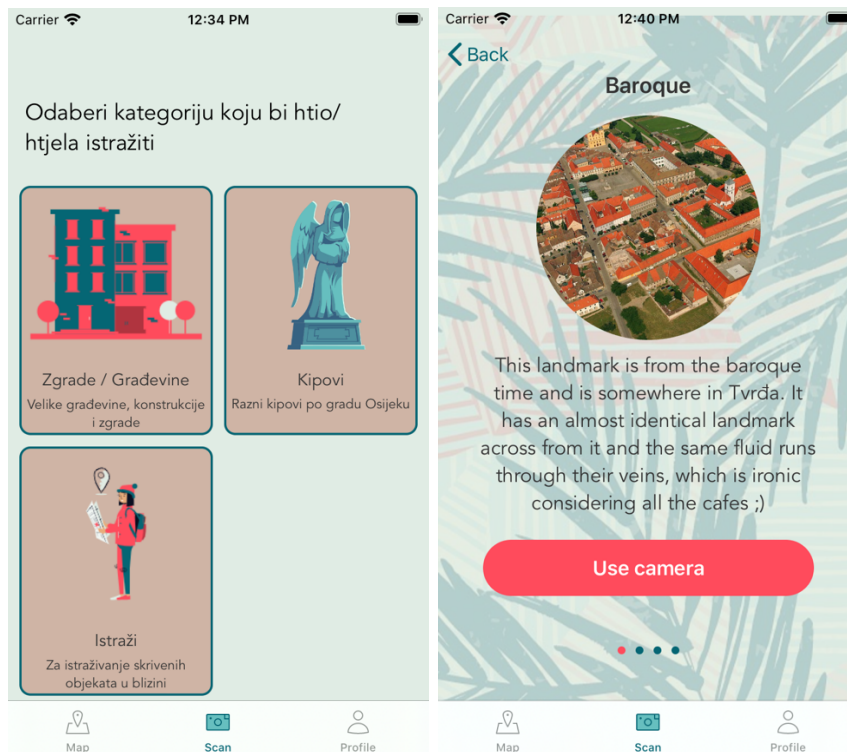 Carrier
12:34 PM
Odaberi kategoriju koju bi htio/
htjela istražiti
Zgrade / Građevine
Velike građevine, konstrukcije
i zgrade
Kipovi
Razni kipovi po gradu Osijeku
Istraži
Za istraživanje skrivenih
objekata u blizini
Map
Scan
Profile
Carrier
12:40 PM
Back
Baroque
This landmark is from the baroque
time and is somewhere in Tvrđa. It
has an almost identical landmark
across from it and the same fluid runs
through their veins, which is ironic
considering all the cafes ;)
Use camera
Map
Scan
Profile